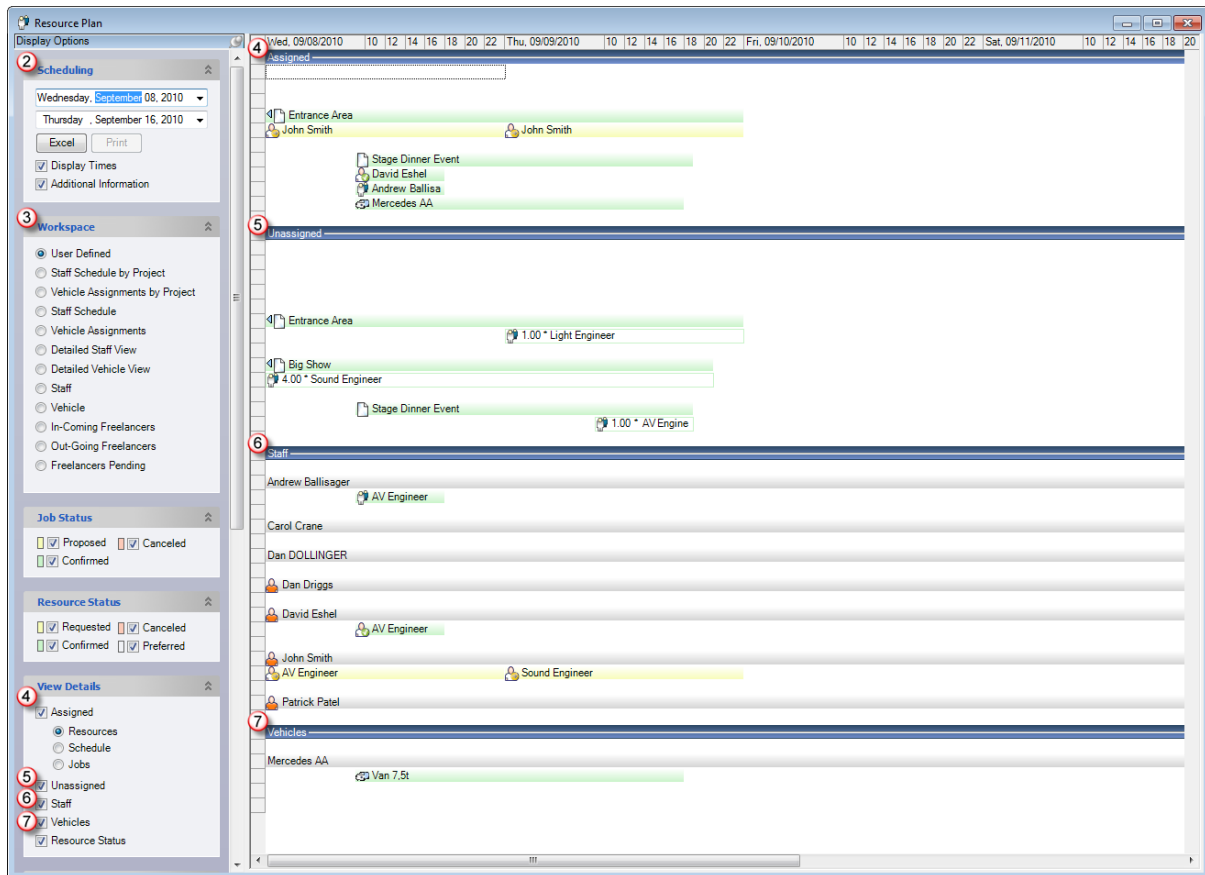 Resource Plan
Display Options
2
Scheduling
Wednesday, September 08, 2010
Thursday , September 16, 2010
Excel Print
Display Times
Additional Information
3
Workspace
User Defined
Staff Schedule by Project
Vehicle Assignments by Project
Staff Schedule
Vehicle Assignments
Detailed Staff View
Detailed Vehicle View
Staff
Vehicle
In-Coming Freelancers
Out-Going Freelancers
Freelancers Pending
Job Status
Proposed Canceled
Confirmed
Resource Status
Requested Canceled
Confirmed Preferred
View Details
4
Assigned
Resources
Schedule
Jobs
5
Unassigned
6
Staff
7
Vehicles
Resource Status
Wed, 09/08/2010 10 12 14 16 18 20 22 Thu, 09/09/2010 10 12 14 16 18 20 22 Fri, 09/10/2010 10 12 14 16 18 20 22 Sat, 09/11/2010 10 12 14 16 18 20
4
Assigned
Entrance Area
John Smith John Smith
Stage Dinner Event
David Eshel
Andrew Ballisa
Mercedes AA
5
Unassigned
Entrance Area
1.00 * Light Engineer
Big Show
4.00 * Sound Engineer
Stage Dinner Event
1.00 * AV Engine
6
Staff
Andrew Ballisager
AV Engineer
Carol Crane
Dan DOLLINGER
Dan Driggs
David Eshel
AV Engineer
John Smith
AV Engineer Sound Engineer
Patrick Patel
7
Vehicles
Mercedes AA
Van 7,5t